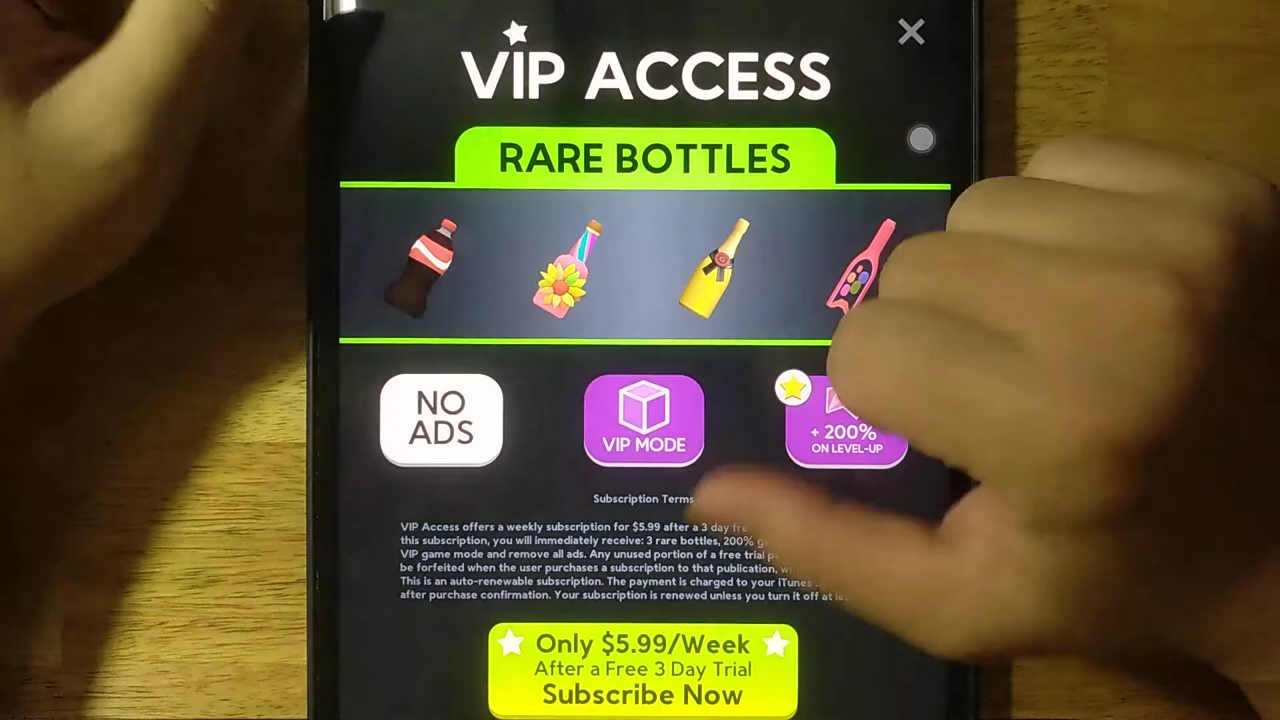 VIP ACCESS
RARE BOTTLES
NO
ADS
VIP MODE
+ 200%
ON LEVEL-UP
Subscription Terms
VIP Access offers a weekly subscription for $5.99 after a 3 day
this subscription, you will immediately receive: 3 rare bottles, 200%
VIP game mode and remove all ads. Any unused portion of a free trial
be forfeited when the user purchases a subscription to that publication,
This is an auto-renewable subscription. The payment is charged to your iTunes
after purchase confirmation. Your subscription is renewed unless you turn it off at
Only $5.99/Week
After a Free 3 Day Trial
Subscribe Now